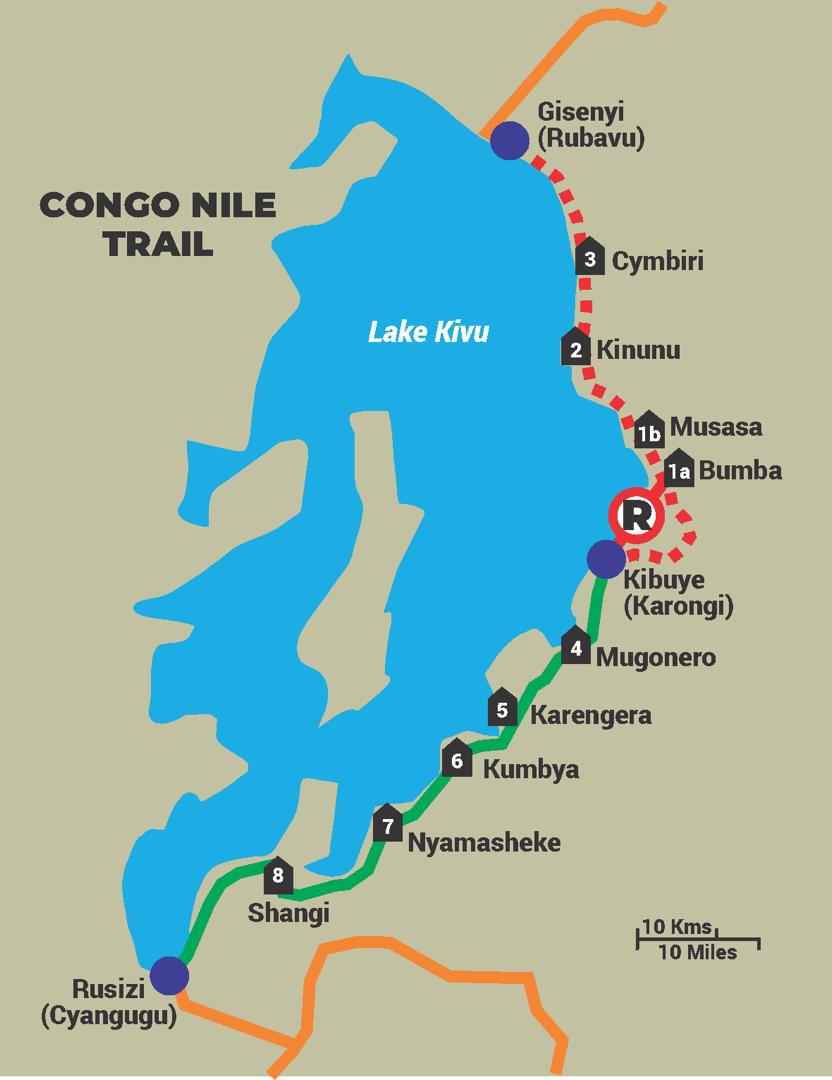 Gisenyi
(Rubavu)
CONGO NILE
TRAIL
3 Cymbiri
Lake Kivu
2 Kinunu
1b Musasa
1a Bumba
R
Kibuye
(Karongi)
4 Mugonero
5 Karengera
6 Kumbya
7 Nyamasheke
8
Shangi
10 Kms
10 Miles
Rusizi
(Cyangugu)